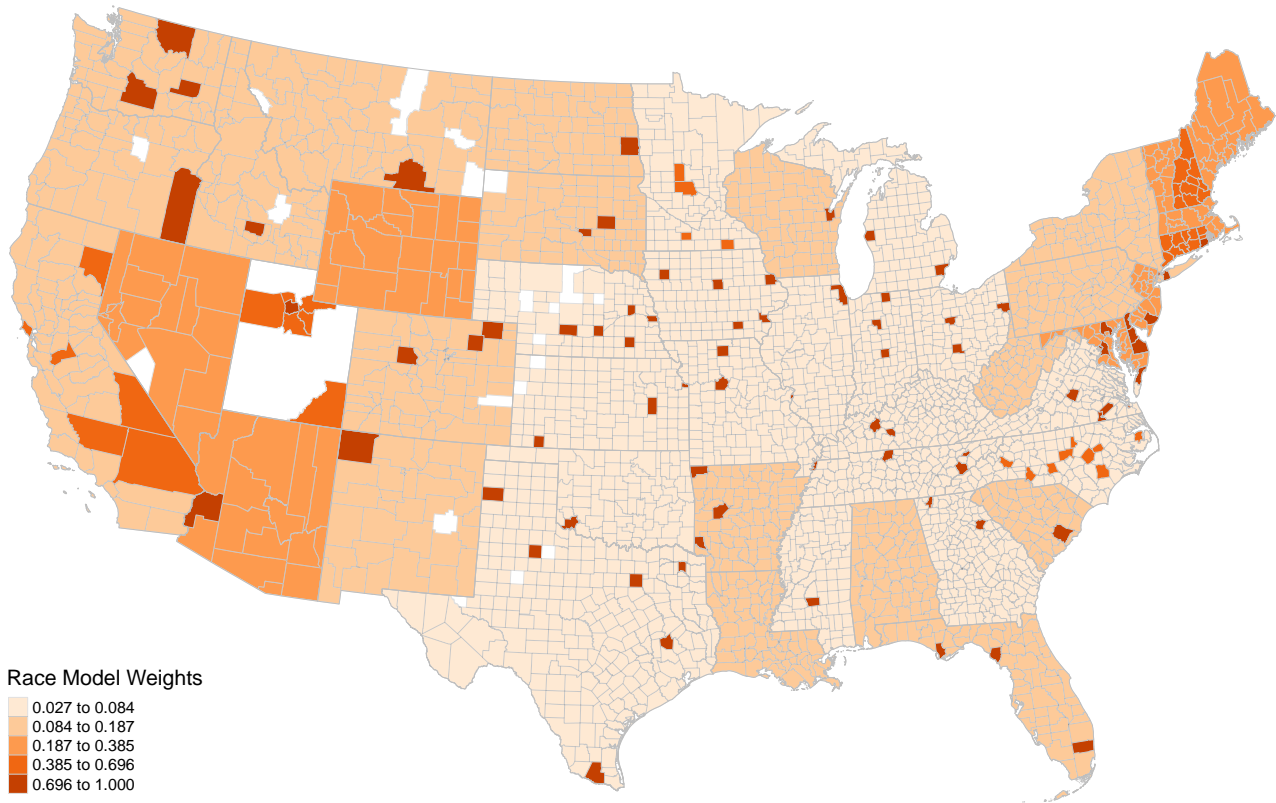 Race Model Weights
0.027 to 0.084
0.084 to 0.187
0.187 to 0.385
0.385 to 0.696
0.696 to 1.000